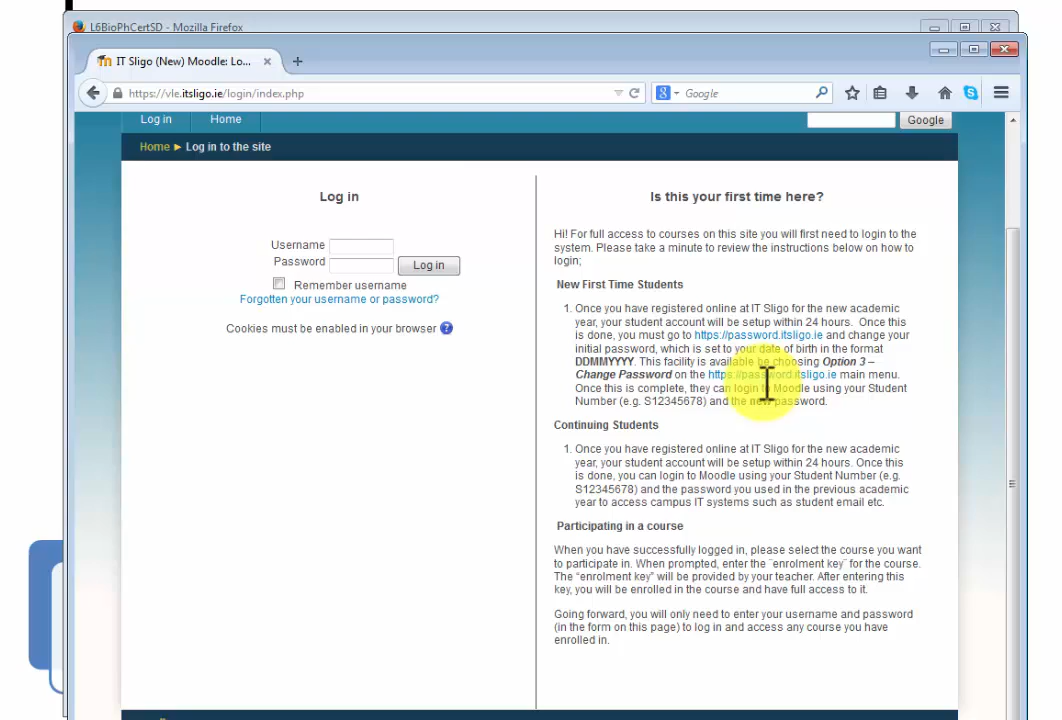 L6BioPhCertSD - Mozilla Firefox
IT Sligo (New) Moodle: Lo...
https://vle.itsligo.ie/login/index.php
Google
Log in
Home
Google
Home ► Log in to the site
Log in
Username
Password
Log in
Remember username
Forgotten your username or password?
Cookies must be enabled in your browser ?
Is this your first time here?
Hi! For full access to courses on this site you will first need to login to the
system. Please take a minute to review the instructions below on how to
login;
New First Time Students
1. Once you have registered online at IT Sligo for the new academic
year, your student account will be setup within 24 hours. Once this
is done, you must go to https://password.itsligo.ie and change your
initial password, which is set to your date of birth in the format
DDMMYYYY. This facility is available be choosing Option 3 –
Change Password on the https://password.itsligo.ie main menu.
Once this is complete, they can login to Moodle using your Student
Number (e.g. S12345678) and the new password.
Continuing Students
1. Once you have registered online at IT Sligo for the new academic
year, your student account will be setup within 24 hours. Once this
is done, you can login to Moodle using your Student Number (e.g.
S12345678) and the password you used in the previous academic
year to access campus IT systems such as student email etc.
Participating in a course
When you have successfully logged in, please select the course you want
to participate in. When prompted, enter the ¨enrolment key¨ for the course.
The “enrolment key” will be provided by your teacher. After entering this
key, you will be enrolled in the course and have full access to it.
Going forward, you will only need to enter your username and password
(in the form on this page) to log in and access any course you have
enrolled in.